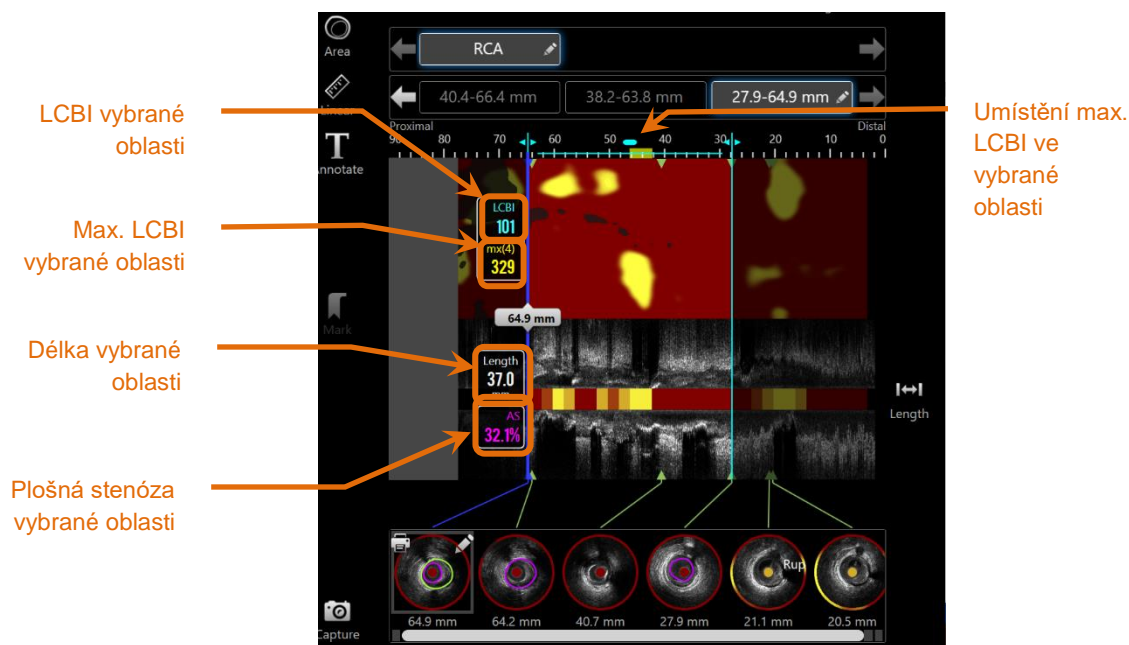 Area
RCA
Linear
40.4-66.4 mm
38.2-63.8 mm
27.9-64.9 mm
LCBI vybrané
oblasti
Umístění max.
LCBI ve
vybrané
oblasti
Proximal
Distal
90 80 70 60 50 40 30 20 10 0
Annotate
LCBI
101
Max. LCBI
vybrané oblasti
mx(4)
329
Mark
64.9 mm
Délka vybrané
oblasti
Length
37.0
mm
Length
AS
32.1%
Plošná stenóza
vybrané oblasti
Rup
64.9 mm
64.2 mm
40.7 mm
27.9 mm
21.1 mm
20.5 mm
Capture